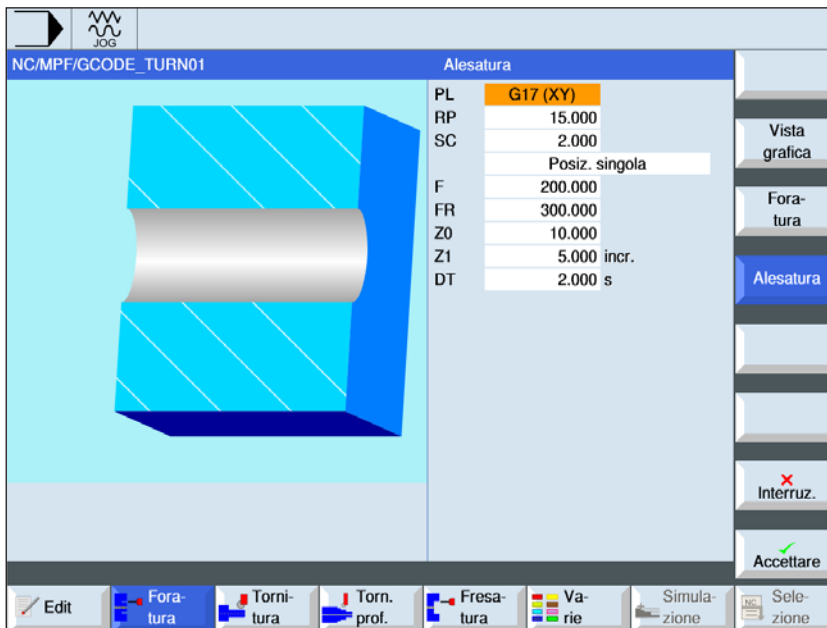 JOG
NC/MPF/GCODE_TURN01
Alesatura
PL G17 (XY)
RP 15.000
SC 2.000
Posiz. singola
F 200.000
FR 300.000
Z0 10.000
Z1 5.000 incr.
DT 2.000 s
Vista
grafica
Fora-
tura
Alesatura
Interruz.
Accettare
Edit
Fora-
tura
Torni-
tura
Torn.
prof.
Fresa-
tura
Va-
rie
Simula-
zione
NC
Sele-
zione